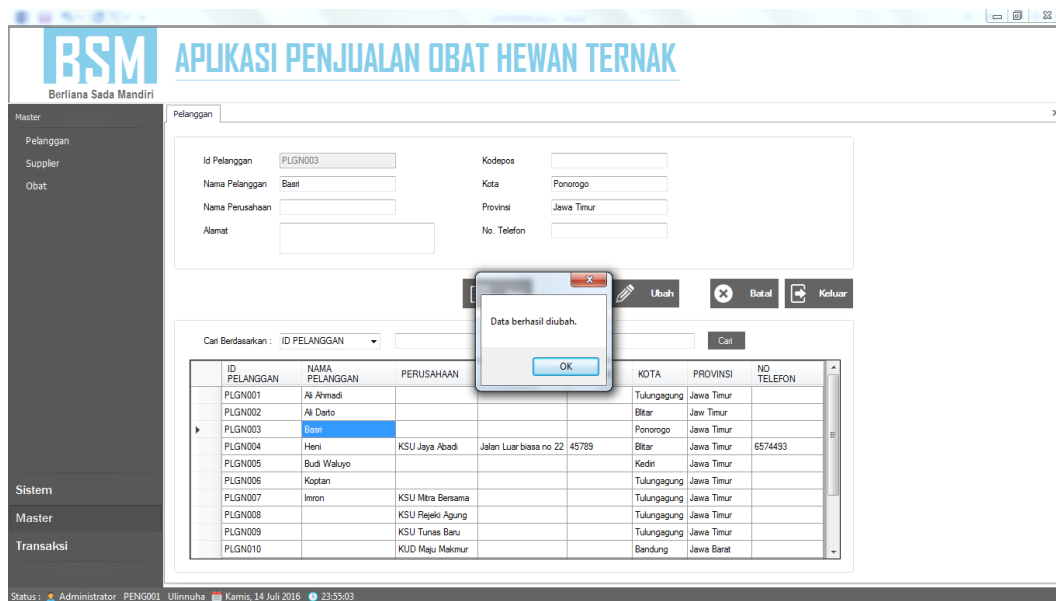 BSM
Berliana Sada Mandiri
APLIKASI PENJUALAN OBAT HEWAN TERNAK
Master
Pelanggan
Supplier
Obat
Sistem
Master
Transaksi
Pelanggan
Id Pelanggan PLGN003
Nama Pelanggan Basri
Nama Perusahaan
Alamat
Kodepos
Kota Ponorogo
Provinsi Jawa Timur
No. Telefon
Ubah Batal Keluar
Data berhasil diubah.
OK
Cari Berdasarkan : ID PELANGGAN Cari
ID PELANGGAN NAMA PELANGGAN PERUSAHAAN KOTA PROVINSI NO TELEFON
PLGN001 Ali Ahmadi Tulungagung Jawa Timur
PLGN002 Ali Darto Blitar Jaw Timur
PLGN003 Basri Ponorogo Jawa Timur
PLGN004 Heni KSU Jaya Abadi Jalan Luar biasa no 22 45789 Blitar Jawa Timur 6574493
PLGN005 Budi Waluyo Kediri Jawa Timur
PLGN006 Koptan Tulungagung Jawa Timur
PLGN007 Imron KSU Mitra Bersama Tulungagung Jawa Timur
PLGN008 KSU Rejeki Agung Tulungagung Jawa Timur
PLGN009 KSU Tunas Baru Tulungagung Jawa Timur
PLGN010 KUD Maju Makmur Bandung Jawa Barat
Status : Administrator PENG001 Ulinnuha Kamis, 14 Juli 2016 23:55:03